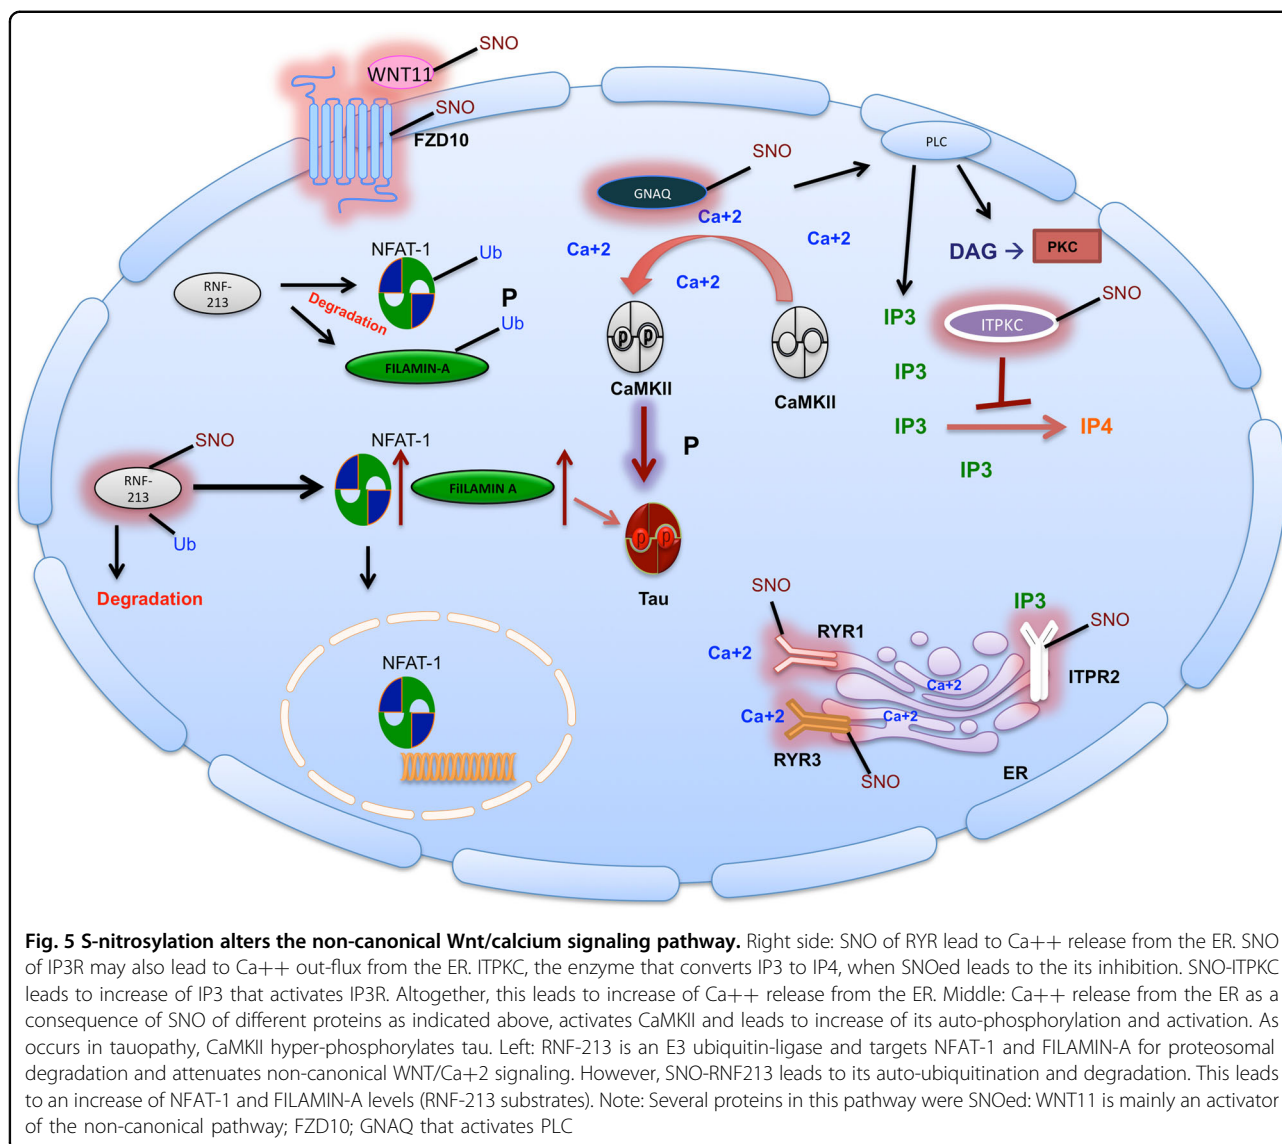 SNO
WNT11
SNO
FZD10
PLC
SNO
GNAQ
Ca+2
Ca+2
Ca+2
Ca+2
DAG → PKC
NFAT-1
Ub
RNF-
213
Degradation
P
Ub
FILAMIN-A
p p
CaMKII
CaMKII
SNO
IP3
ITPKC
IP3
IP3
IP4
IP3
P
SNO
NFAT-1
RNF-
213
FiILAMIN A
Ub
Degradation
p p
Tau
NFAT-1
SNO
RYR1
IP3
SNO
Ca+2
ITPR2
Ca+2
Ca+2
Ca+2
RYR3
SNO
ER
Fig. 5 S-nitrosylation alters the non-canonical Wnt/calcium signaling pathway. Right side: SNO of RYR lead to Ca++ release from the ER. SNO
of IP3R may also lead to Ca++ out-flux from the ER. ITPKC, the enzyme that converts IP3 to IP4, when SNOed leads to the its inhibition. SNO-ITPKC
leads to increase of IP3 that activates IP3R. Altogether, this leads to increase of Ca++ release from the ER. Middle: Ca++ release from the ER as a
consequence of SNO of different proteins as indicated above, activates CaMKII and leads to increase of its auto-phosphorylation and activation. As
occurs in tauopathy, CaMKII hyper-phosphorylates tau. Left: RNF-213 is an E3 ubiquitin-ligase and targets NFAT-1 and FILAMIN-A for proteosomal
degradation and attenuates non-canonical WNT/Ca+2 signaling. However, SNO-RNF213 leads to its auto-ubiquitination and degradation. This leads
to an increase of NFAT-1 and FILAMIN-A levels (RNF-213 substrates). Note: Several proteins in this pathway were SNOed: WNT11 is mainly an activator
of the non-canonical pathway; FZD10; GNAQ that activates PLC